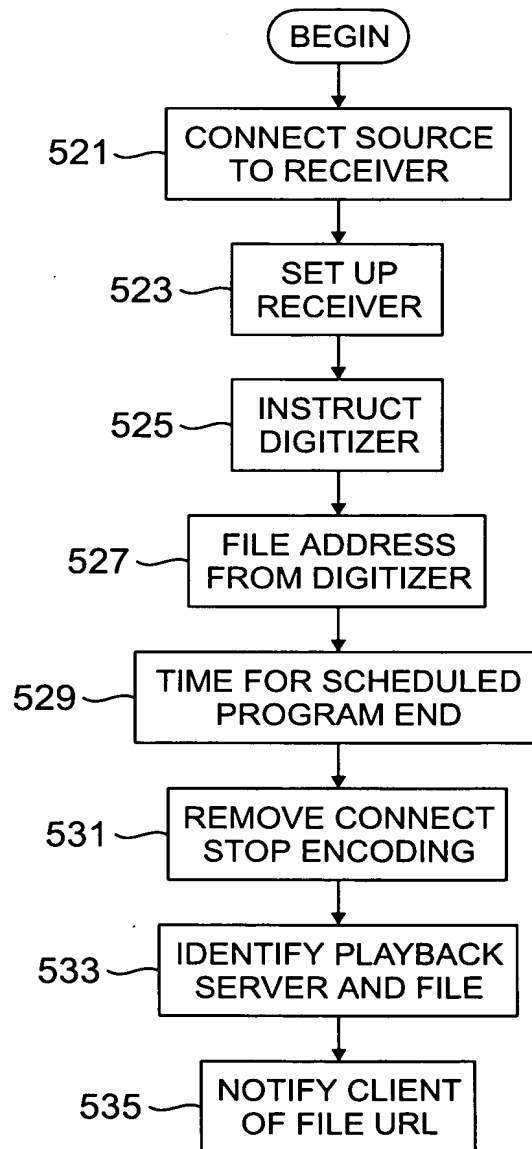 BEGIN
521
CONNECT SOURCE
TO RECEIVER
523
SET UP
RECEIVER
525
INSTRUCT
DIGITIZER
527
FILE ADDRESS
FROM DIGITIZER
529
TIME FOR SCHEDULED
PROGRAM END
531
REMOVE CONNECT
STOP ENCODING
533
IDENTIFY PLAYBACK
SERVER AND FILE
535
NOTIFY CLIENT
OF FILE URL